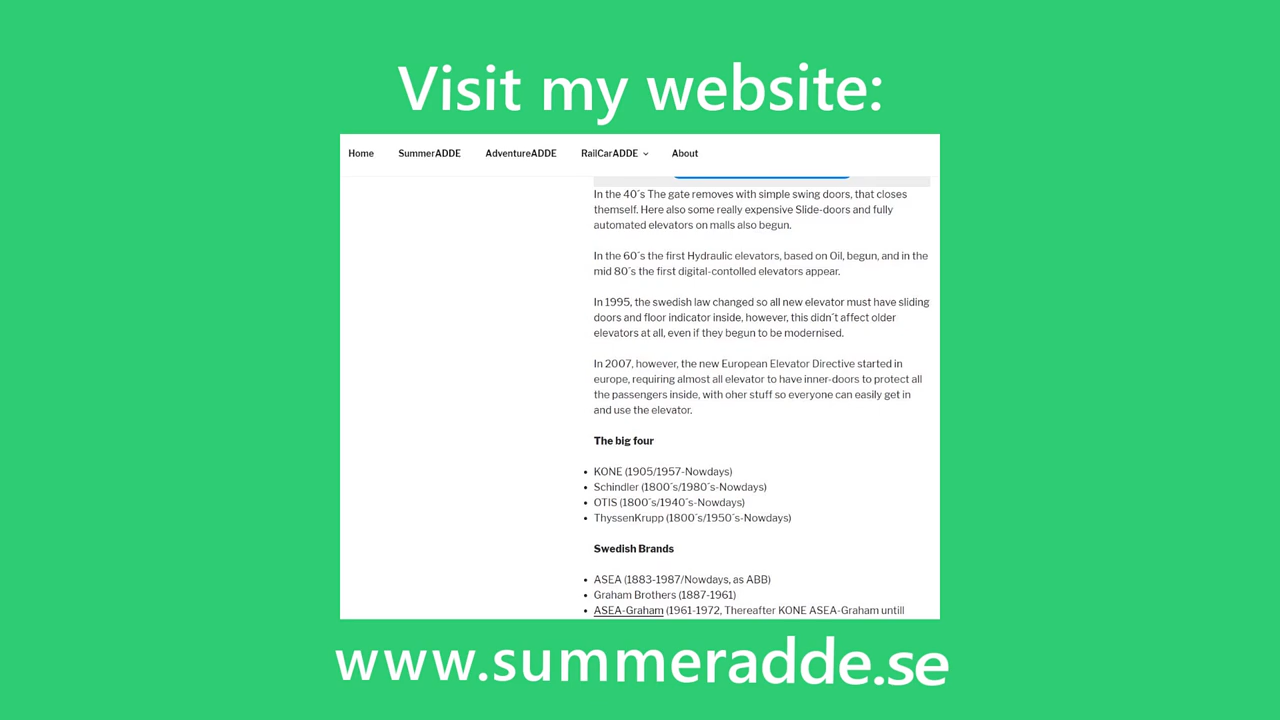 Visit my website:
Home SummerADDE AdventureADDE RailCarADDE About
In the 40´s The gate removes with simple swing doors, that closes
themself. Here also some really expensive Slide-doors and fully
automated elevators on malls also begun.
In the 60´s the first Hydraulic elevators, based on Oil, begun, and in the
mid 80´s the first digital-contolled elevators appear.
In 1995, the swedish law changed so all new elevator must have sliding
doors and floor indicator inside, however, this didn´t affect older
elevators at all, even if they begun to be modernised.
In 2007, however, the new European Elevator Directive started in
europe, requiring almost all elevator to have inner-doors to protect all
the passengers inside, with oher stuff so everyone can easily get in
and use the elevator.
The big four
• KONE (1905/1957-Nowdays)
• Schindler (1800´s/1980´s-Nowdays)
• OTIS (1800´s/1940´s-Nowdays)
• ThyssenKrupp (1800´s/1950´s-Nowdays)
Swedish Brands
• ASEA (1883-1987/Nowdays, as ABB)
• Graham Brothers (1887-1961)
• ASEA-Graham (1961-1972, Thereafter KONE ASEA-Graham untill
www.summeradde.se